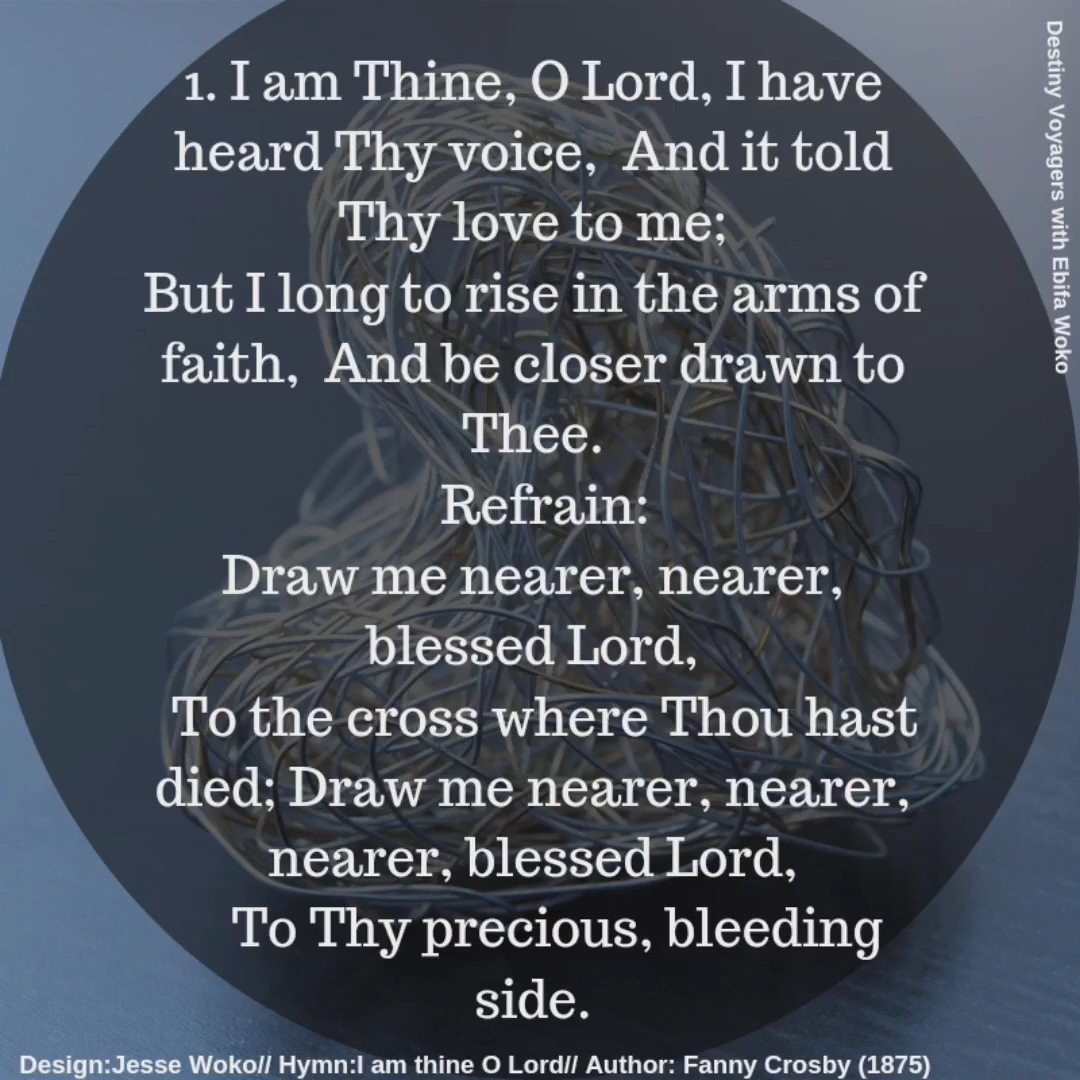 1. I am Thine, O Lord, I have
heard Thy voice,  And it told
Thy love to me;
But I long to rise in the arms of
faith,  And be closer drawn to
Thee.
Refrain:
Draw me nearer, nearer,
blessed Lord,
To the cross where Thou hast
died; Draw me nearer, nearer,
nearer, blessed Lord,
To Thy precious, bleeding
side.
Destiny Voyagers with Ebifa Woko
Design:Jesse Woko// Hymn:I am thine O Lord// Author: Fanny Crosby (1875)